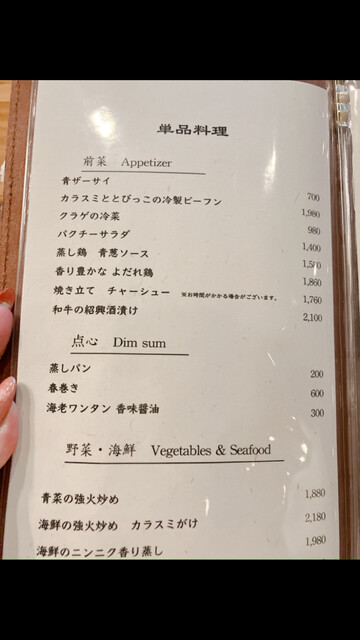 単品料理
前菜 Appetizer
青ザーサイ 700
カラスミととびっこの冷製ビーフン 1,980
クラゲの冷菜 980
パクチーサラダ 1,400
蒸し鶏 青葱ソース 1,500
香り豊かな よだれ鶏 1,860
焼き立て チャーシュー ※お時間がかかる場合がございます。 1,760
和牛の紹興酒漬け 2,100
点心 Dim sum
蒸しパン 200
春巻き 600
海老ワンタン 香味醤油 300
野菜・海鮮 Vegetables & Seafood
青菜の強火炒め 1,880
海鮮の強火炒め カラスミがけ 2,180
海鮮のニンニク香り蒸し 1,980